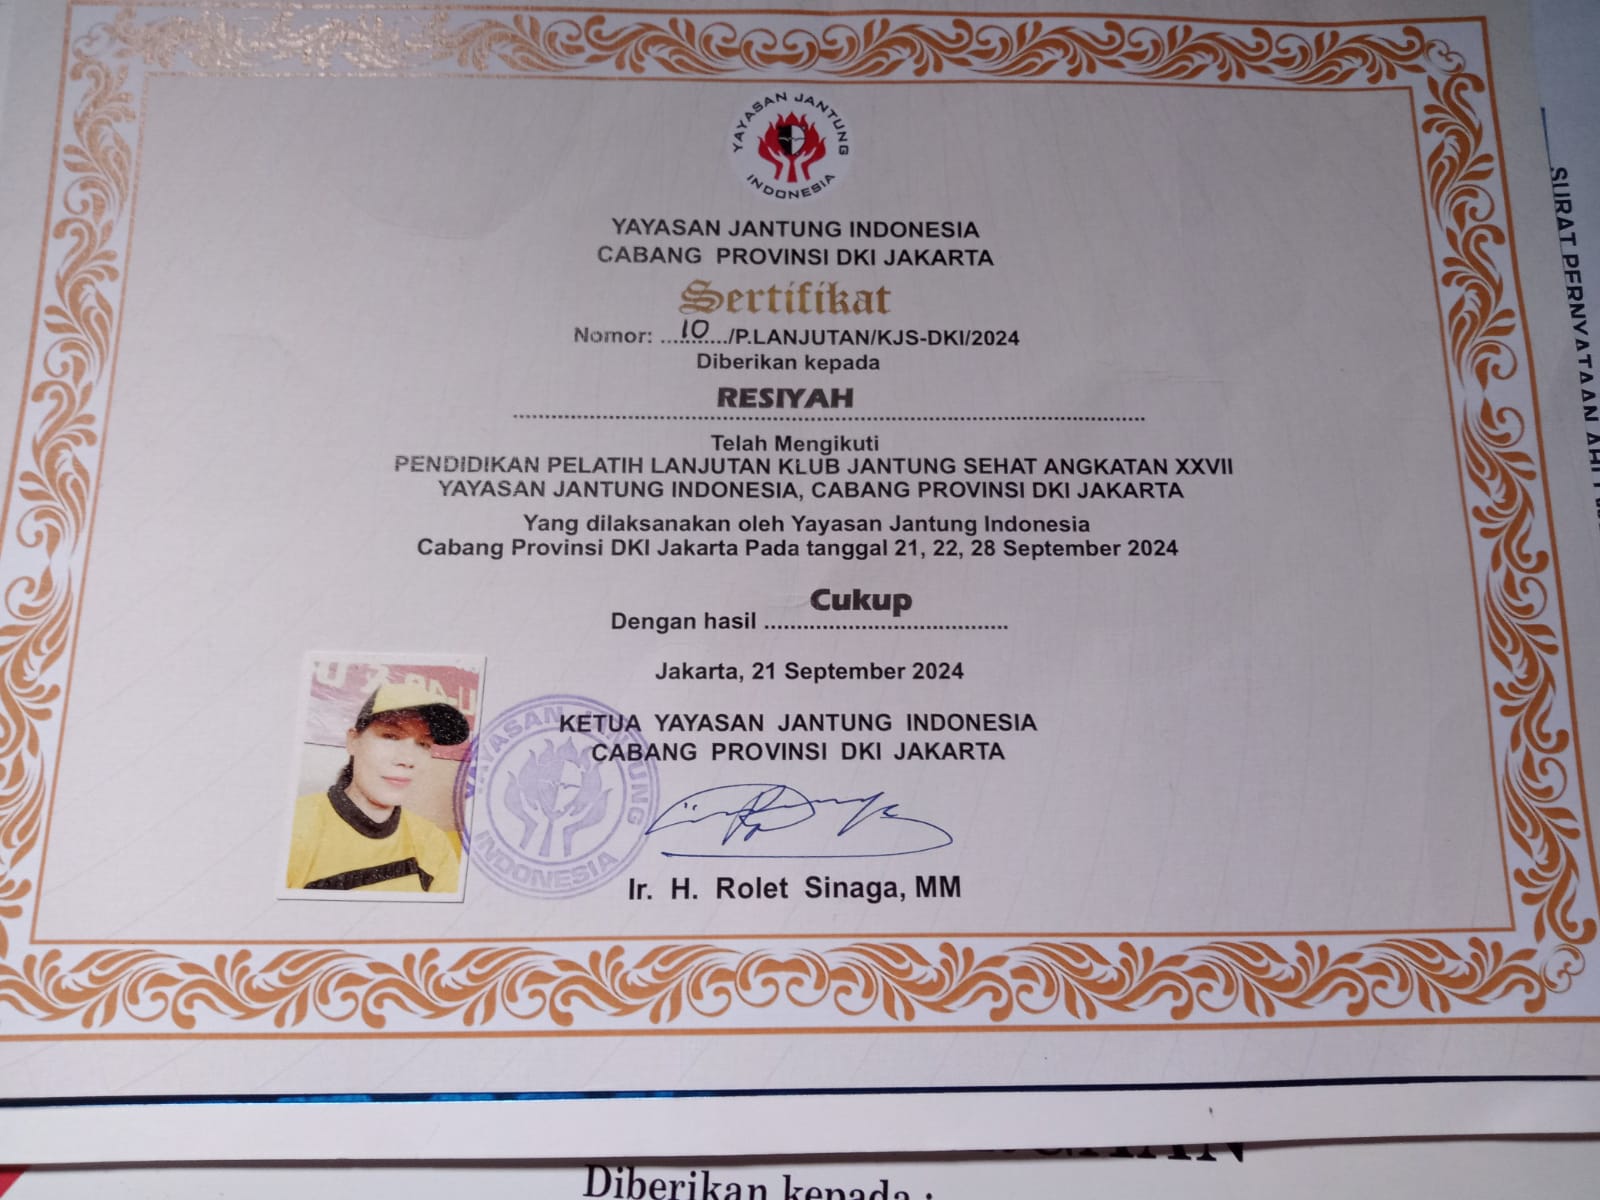 YAYASAN JANTUNG
INDONESIA
YAYASAN JANTUNG INDONESIA
CABANG PROVINSI DKI JAKARTA
Sertifikat
Nomor: ....10..../P.LANJUTAN/KJS-DKI/2024
Diberikan kepada
RESIYAH
Telah Mengikuti
PENDIDIKAN PELATIH LANJUTAN KLUB JANTUNG SEHAT ANGKATAN XXVII
YAYASAN JANTUNG INDONESIA, CABANG PROVINSI DKI JAKARTA
Yang dilaksanakan oleh Yayasan Jantung Indonesia
Cabang Provinsi DKI Jakarta Pada tanggal 21, 22, 28 September 2024
Dengan hasil Cukup
Jakarta, 21 September 2024
KETUA YAYASAN JANTUNG INDONESIA
CABANG PROVINSI DKI JAKARTA
YAYASAN JANTUNG
INDONESIA
Ir. H. Rolet Sinaga, MM
SURAT PERNYATAAN AHLI
Diberikan kepada :